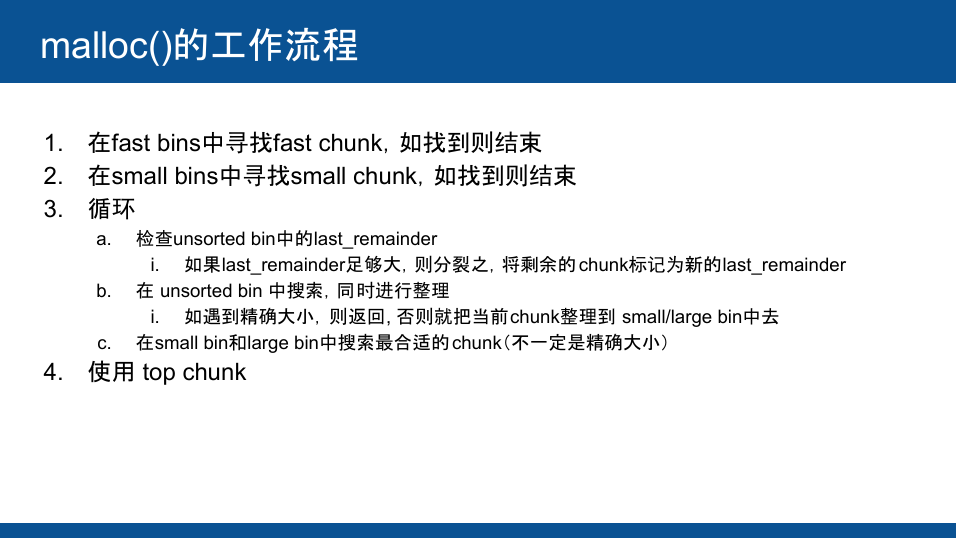 malloc()的工作流程
1. 在fast bins中寻找fast chunk，如找到则结束
2. 在small bins中寻找small chunk，如找到则结束
3. 循环
a. 检查unsorted bin中的last_remainder
i. 如果last_remainder足够大，则分裂之，将剩余的chunk标记为新的last_remainder
b. 在 unsorted bin 中搜索，同时进行整理
i. 如遇到精确大小，则返回, 否则就把当前chunk整理到 small/large bin中去
c. 在small bin和large bin中搜索最合适的chunk（不一定是精确大小）
4. 使用 top chunk